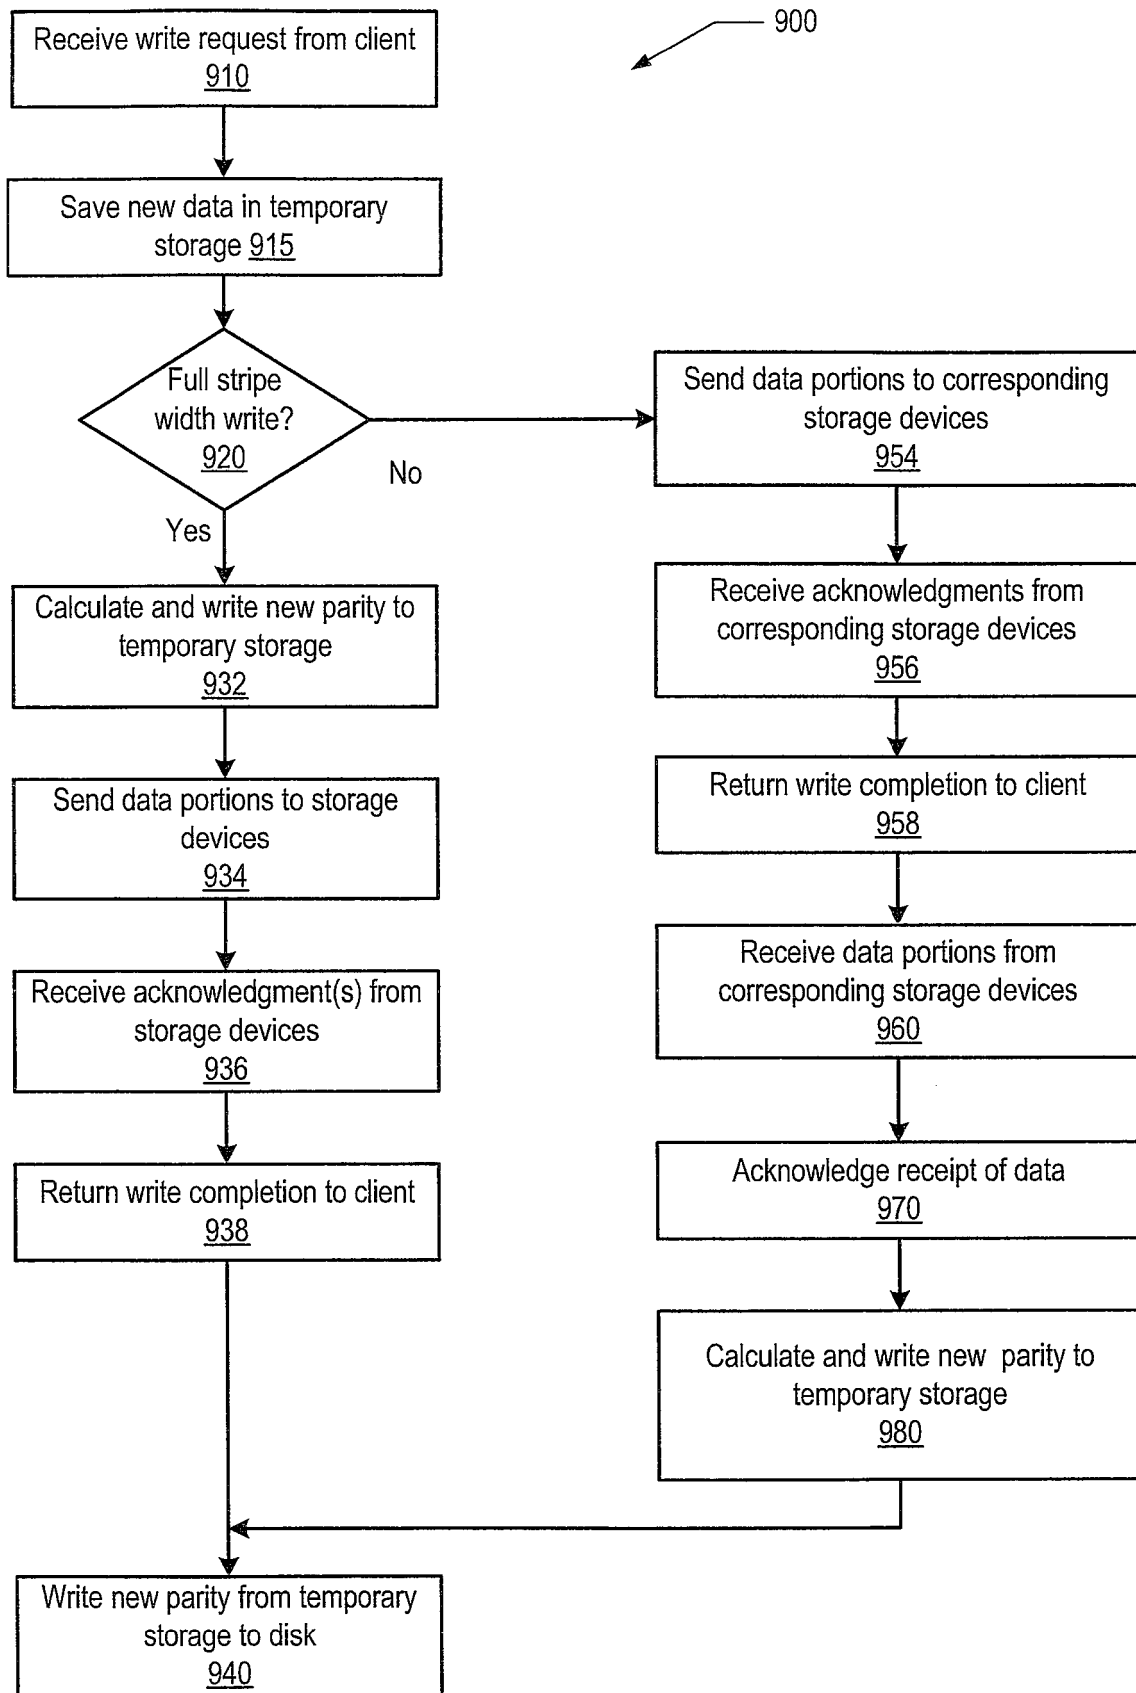 900
Receive write request from client
910
Save new data in temporary
storage 915
Full stripe
width write?
920
No
Yes
Calculate and write new parity to
temporary storage
932
Send data portions to storage
devices
934
Receive acknowledgment(s) from
storage devices
936
Return write completion to client
938
Send data portions to corresponding
storage devices
954
Receive acknowledgments from
corresponding storage devices
956
Return write completion to client
958
Receive data portions from
corresponding storage devices
960
Acknowledge receipt of data
970
Calculate and write new parity to
temporary storage
980
Write new parity from temporary
storage to disk
940